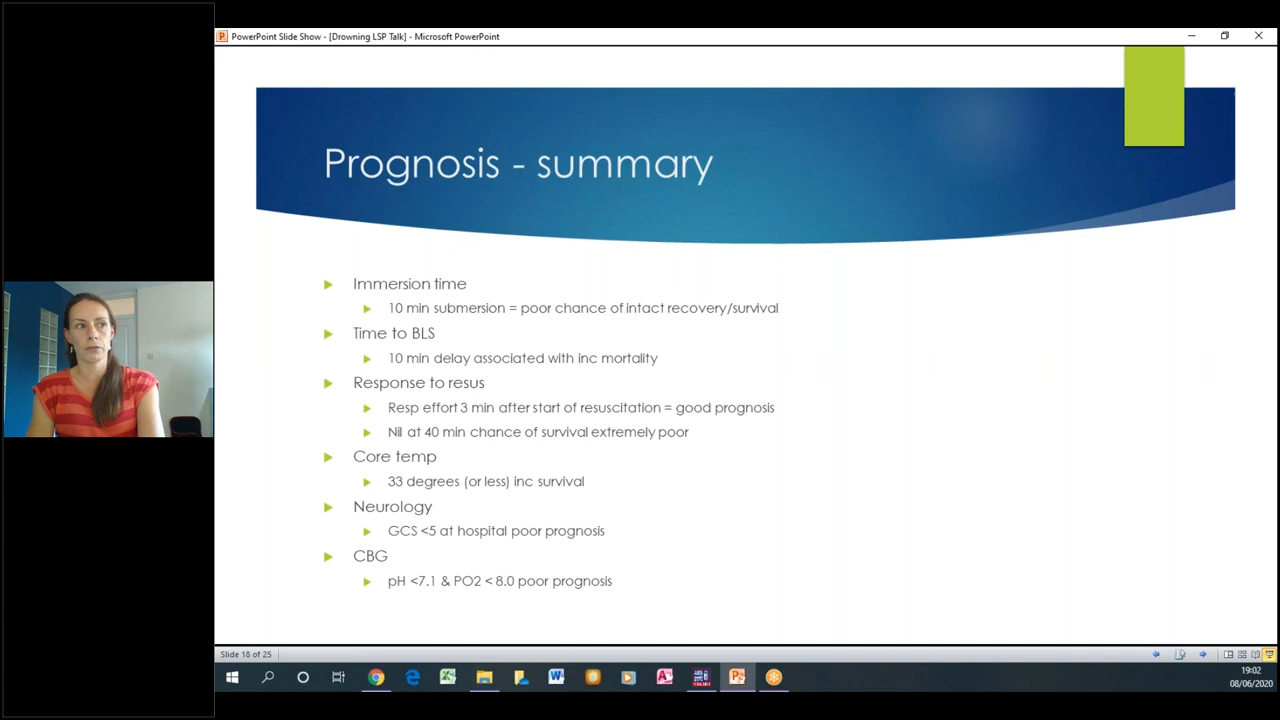 PowerPoint Slide Show - [Drowning LSP Talk] - Microsoft PowerPoint
Prognosis - summary
Immersion time
10 min submersion = poor chance of intact recovery/survival
Time to BLS
10 min delay associated with inc mortality
Response to resus
Resp effort 3 min after start of resuscitation = good prognosis
Nil at 40 min chance of survival extremely poor
Core temp
33 degrees (or less) inc survival
Neurology
GCS <5 at hospital poor prognosis
CBG
pH <7.1 & PO2 < 8.0 poor prognosis
Slide 18 of 25
19:02
08/06/2020